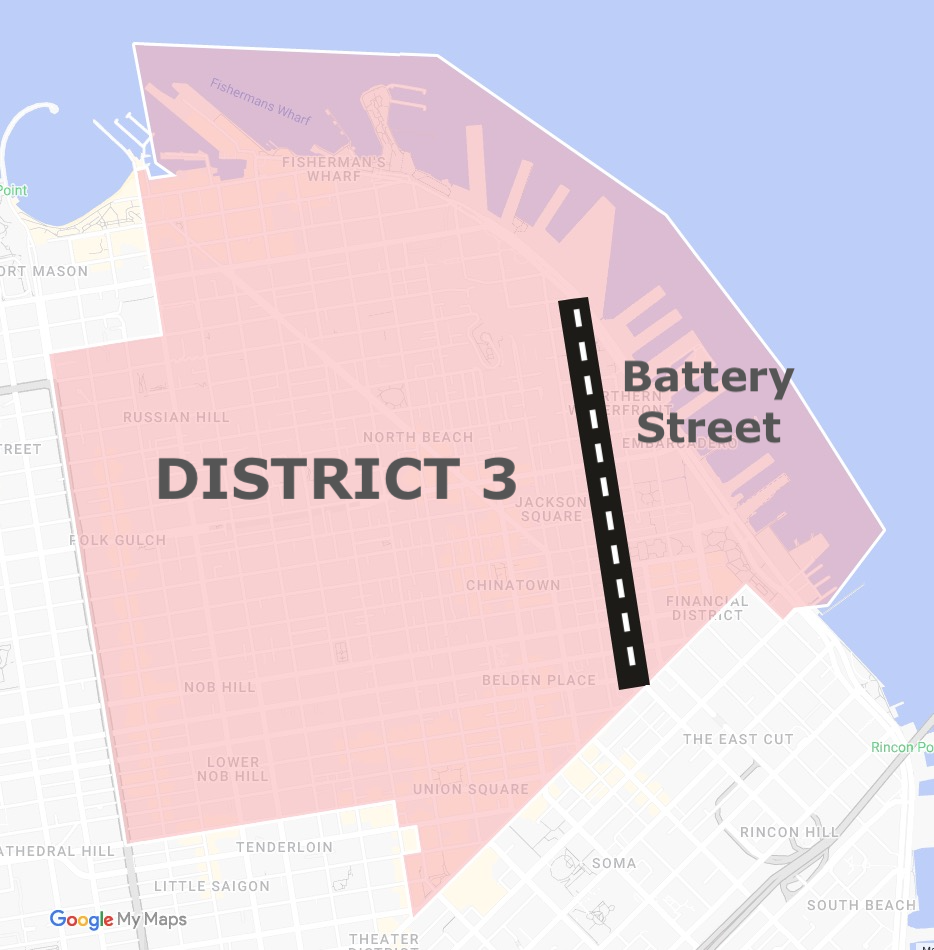 Fishermans Wharf
FISHERMAN'S
WHARF
Point
ORT MASON
Battery
Street
RTHERN
W
ERFRONT
EMBARCADERO
RUSSIAN HILL
TREET
NORTH BEACH
DISTRICT 3
JACKSON
SQUARE
POLK GULCH
CHINATOWN
FINANCIAL
DISTRICT
NOB HILL
BELDEN PLACE
THE EAST CUT
Rincon Po
LOWER
NOB HILL
UNION SQUARE
RINCON HILL
ATHEDRAL HILL
TENDERLOIN
SOMA
LITTLE SAIGON
SOUTH BEACH
Google My Maps
THEATER
DISTRICT